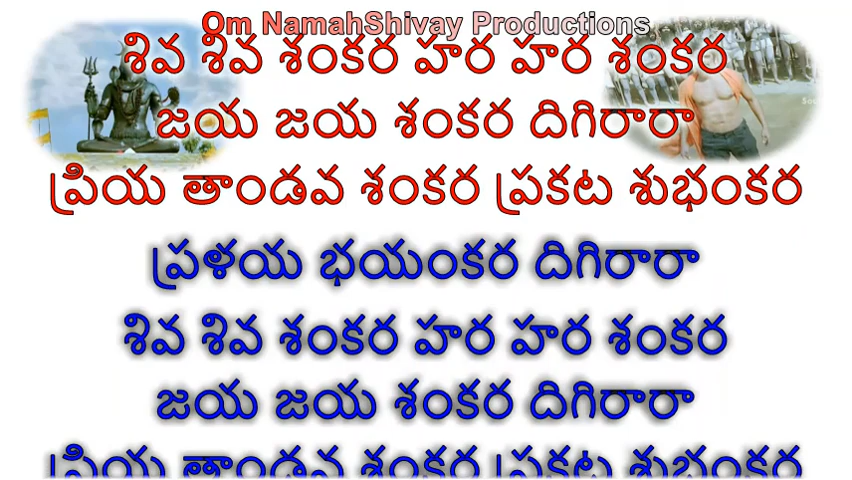 Om NamahShivay Productions
శివ శివ శంకర హర హర శంకర
జయ జయ శంకర దిగిరారా
ప్రియ తాండవ శంకర ప్రకట శుభంకర
ప్రళయ భయంకర దిగిరారా
శివ శివ శంకర హర హర శంకర
జయ జయ శంకర దిగిరారా
ప్రియ తాండవ శంకర ప్రకట శుభంకర